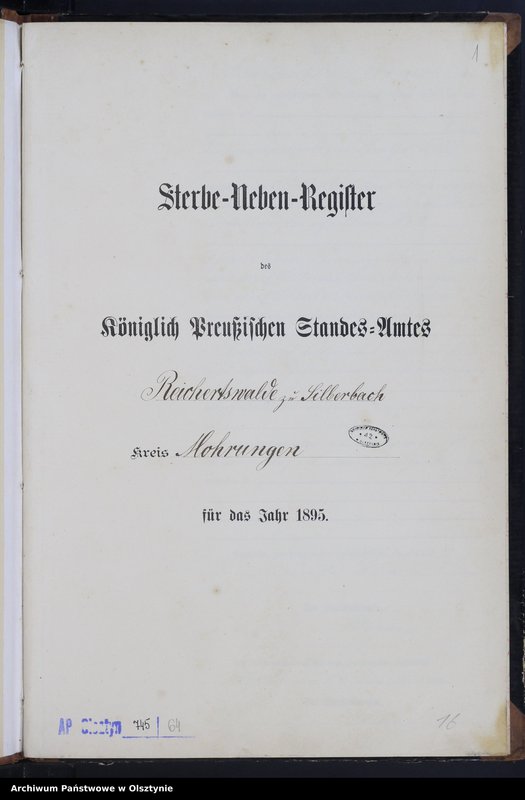 1
Sterbe-Neben-Register
des
Königlich Preußischen Standes-Amtes
Reichertswalde zu Silberbach
Kreis Mohrungen
42
für das Jahr 1895.
AP Olsztyn 745 | 64
16
Archiwum Państwowe w Olsztynie